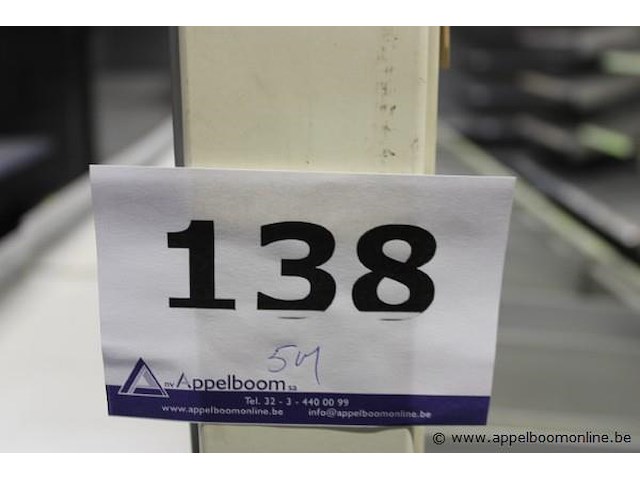 138
5M
nv Appelboom sa
Tel. 32 - 3 - 440 00 99
www.appelboomonline.be info@appelboomonline.be
© www.appelboomonline.be